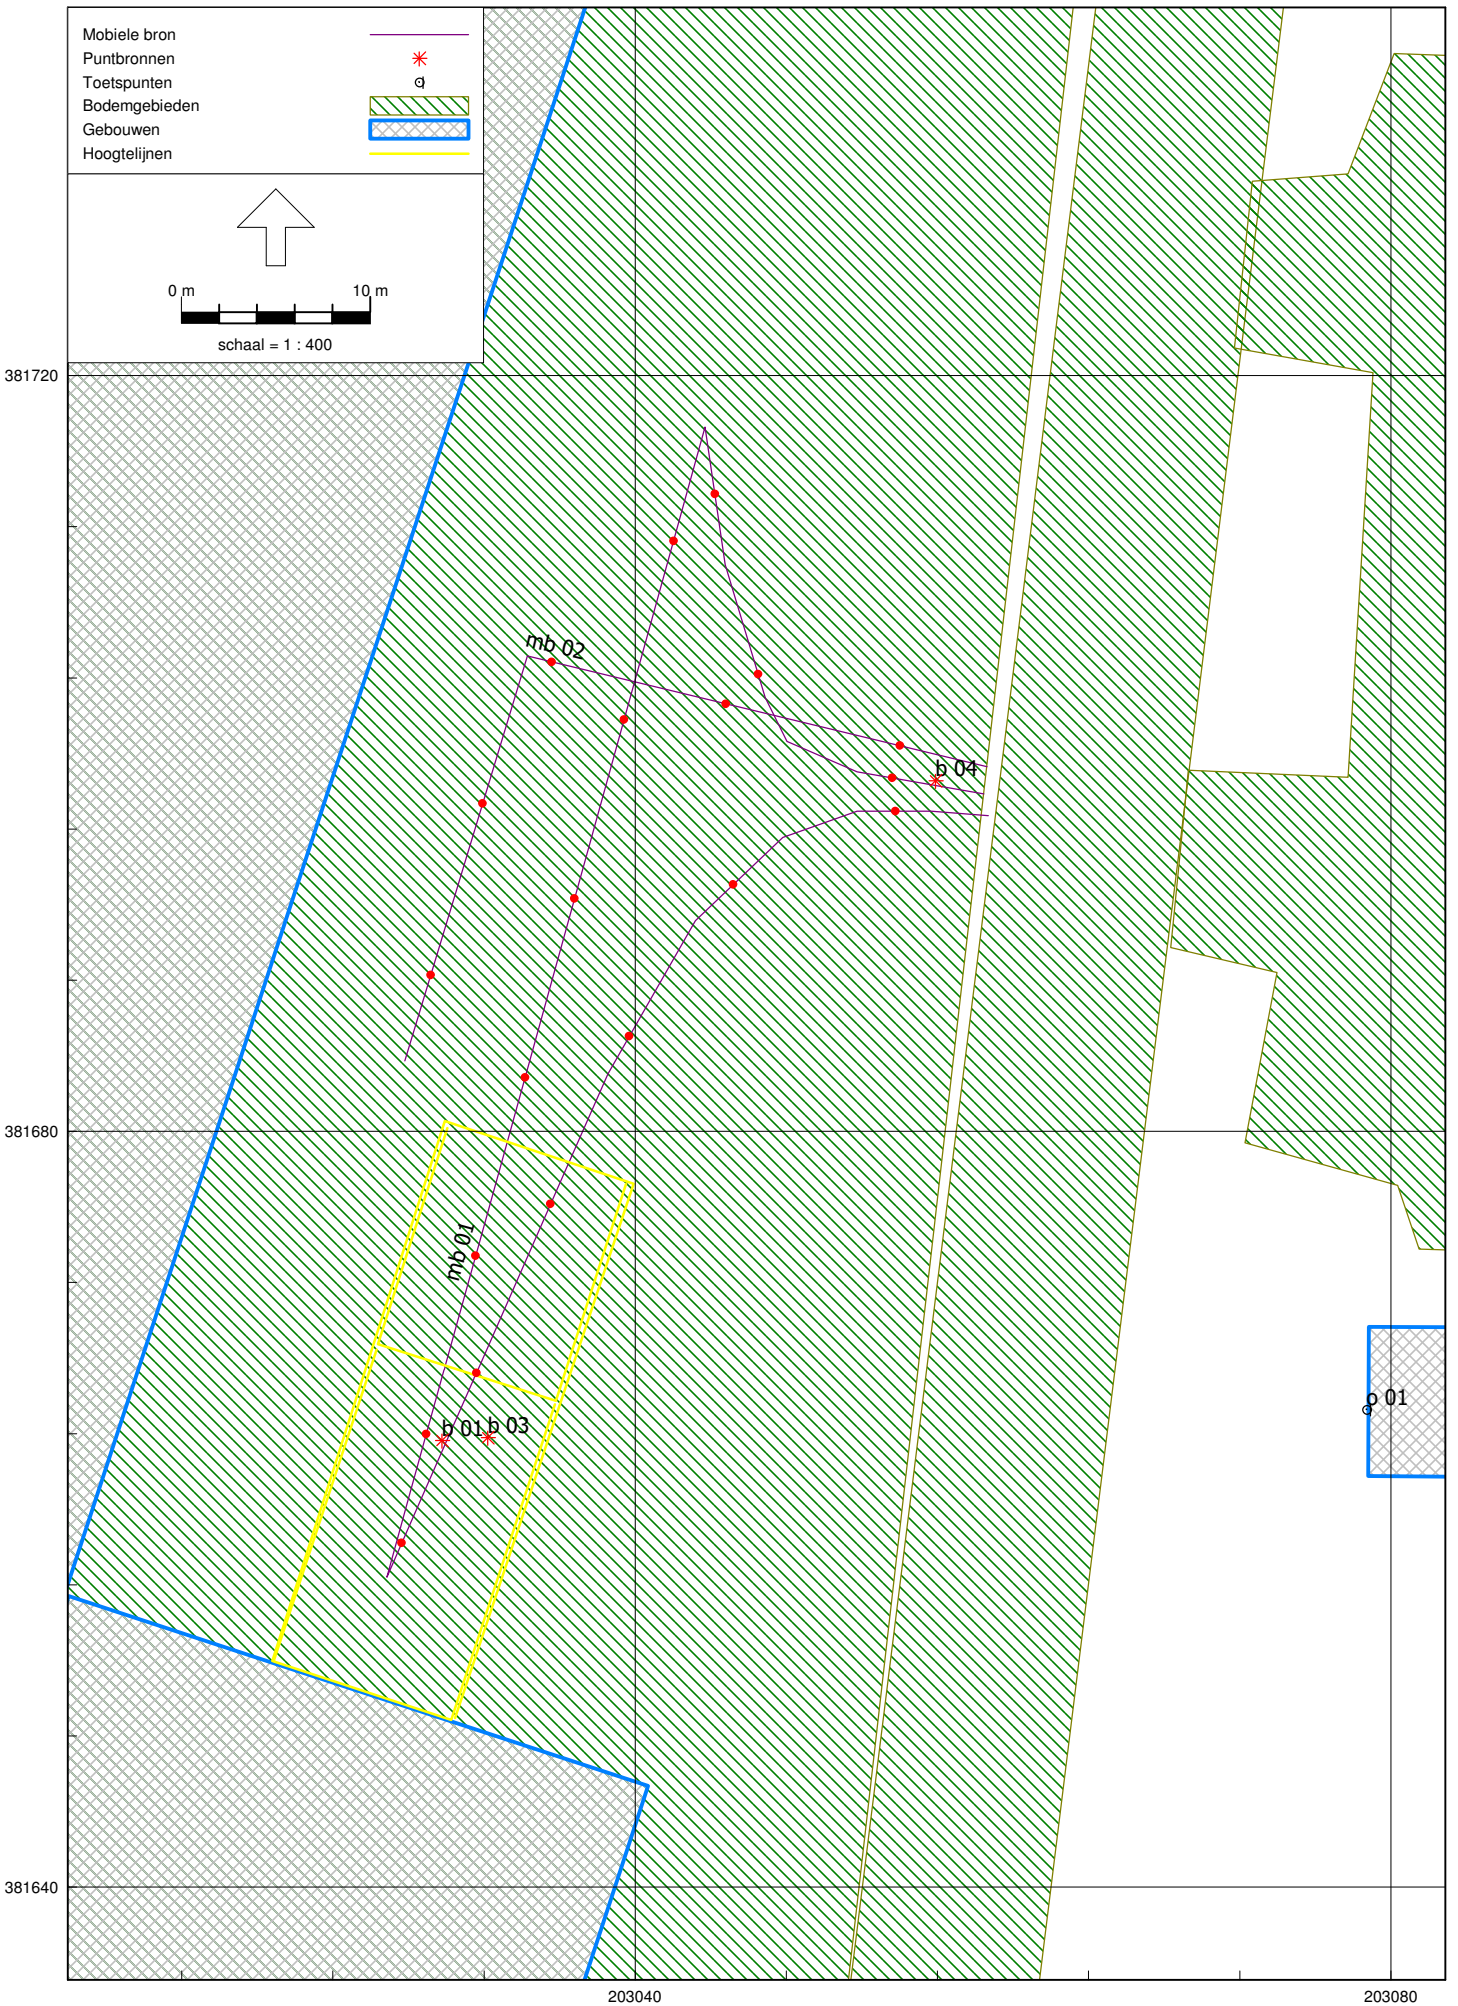 Mobiele bron
Puntbronnen
Toetspunten
Bodemgebieden
Gebouwen
Hoogtelijnen
0 m 10 m
schaal = 1 : 400
381720
mb 02
b 04
381680
mb 01
o 01
b 01 b 03
381640
203040 203080